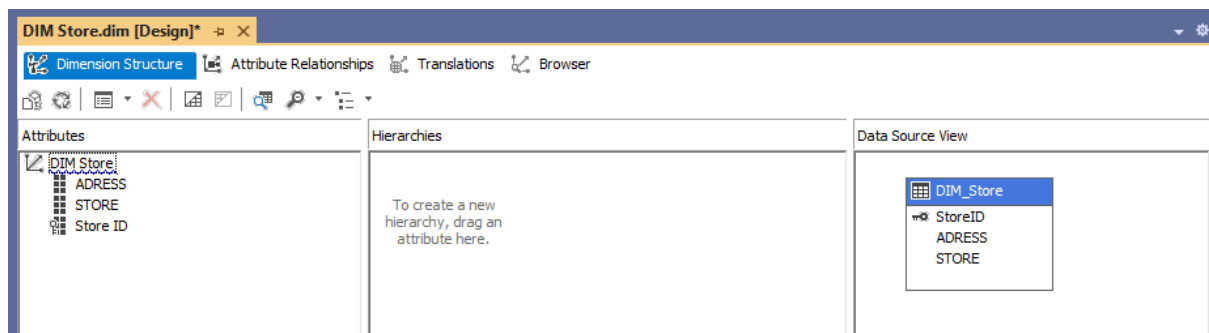 DIM Store.dim [Design]*
Dimension Structure Attribute Relationships Translations Browser
Attributes Hierarchies Data Source View
DIM Store
ADRESS
STORE
Store ID
To create a new
hierarchy, drag an
attribute here.
DIM_Store
StoreID
ADRESS
STORE